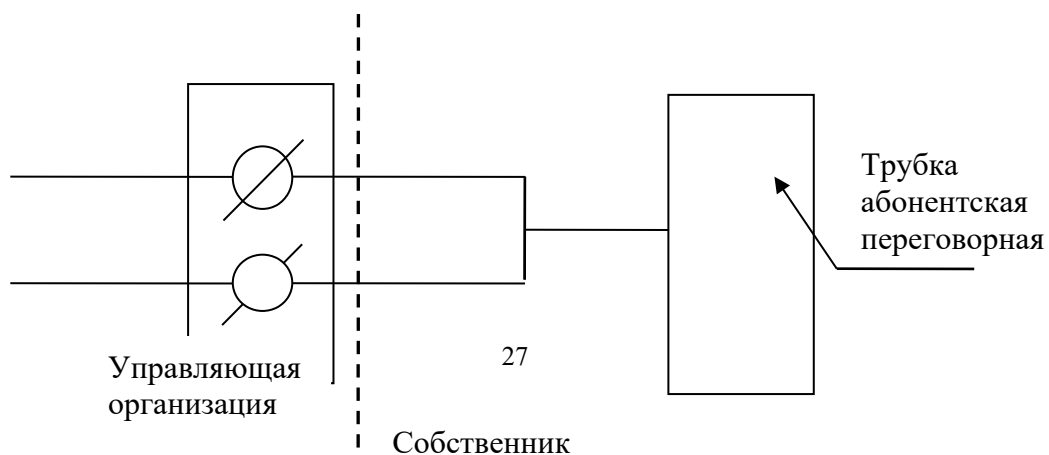 Трубка
абонентская
переговорная
27
Управляющая
организация
Собственник